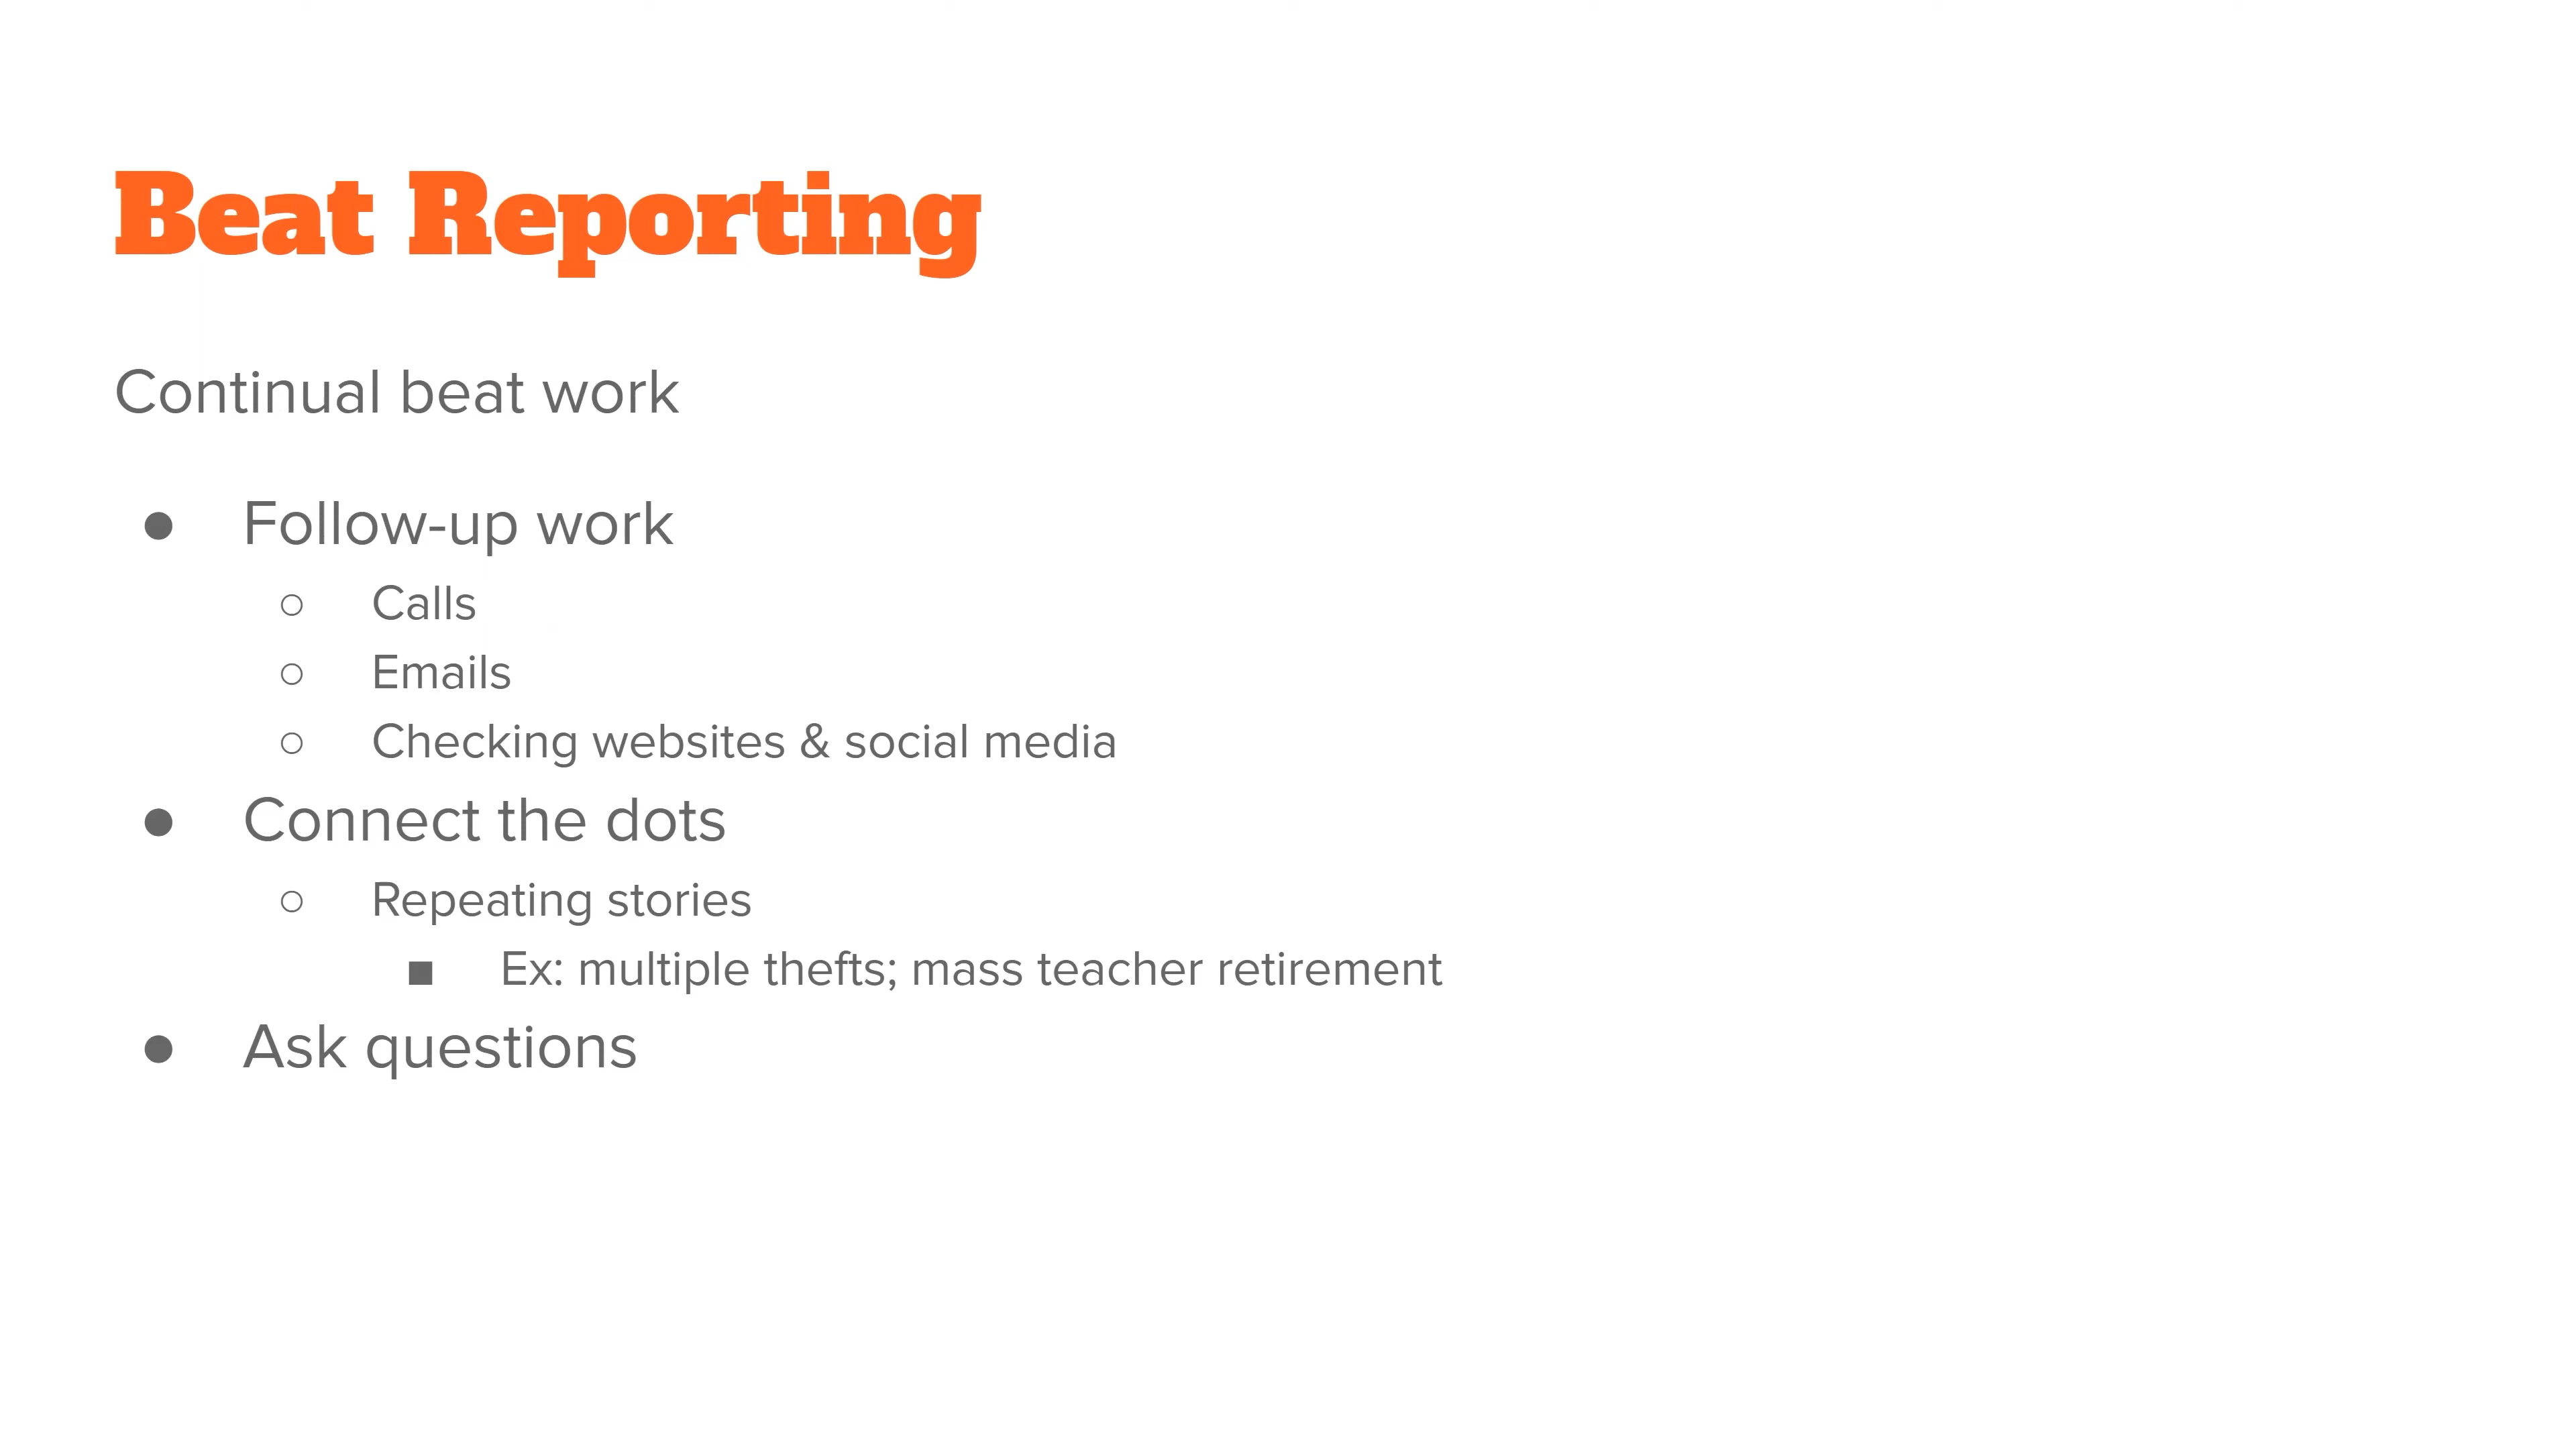 Beat Reporting
Continual beat work
● Follow-up work
○ Calls
○ Emails
○ Checking websites & social media
● Connect the dots
○ Repeating stories
■ Ex: multiple thefts; mass teacher retirement
● Ask questions